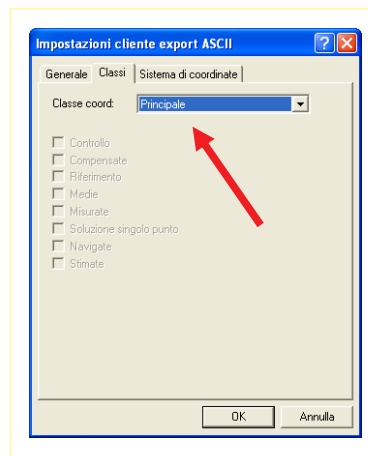 Impostazioni cliente export ASCII
Generale Classi Sistema di coordinate
Classe coord: Principale
Controllo
Compensate
Riferimento
Medie
Misurate
Soluzione singolo punto
Navigate
Stimate
OK Annulla